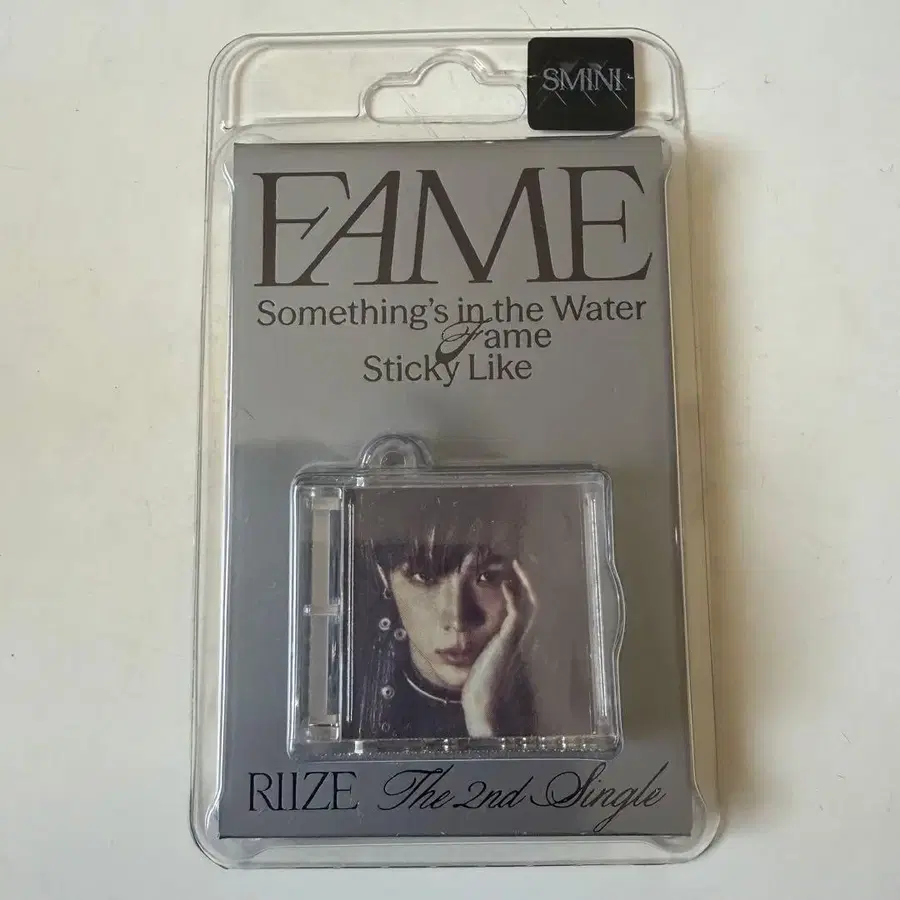 SMINI
FAME
Something's in the Water
Fame
Sticky Like
RIIZE The 2nd Single